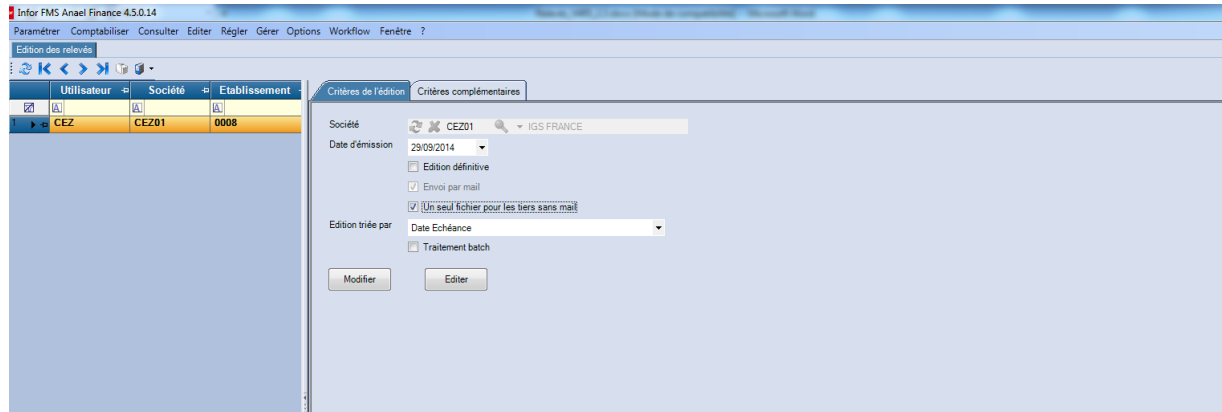 Infor FMS Anael Finance 4.5.0.14
Paramétrer Comptabiliser Consulter Editer Régler Gérer Options Workflow Fenêtre ?
Edition des relevés
Utilisateur Société Etablissement
CEZ CEZ01 0008
1
Critères de l'édition Critères complémentaires
Société CEZ01 IGS FRANCE
Date d'émission 29/09/2014
Edition définitive
Envoi par mail
Un seul fichier pour les tiers sans mail
Edition triée par Date Echéance
Traitement batch
Modifier Editer